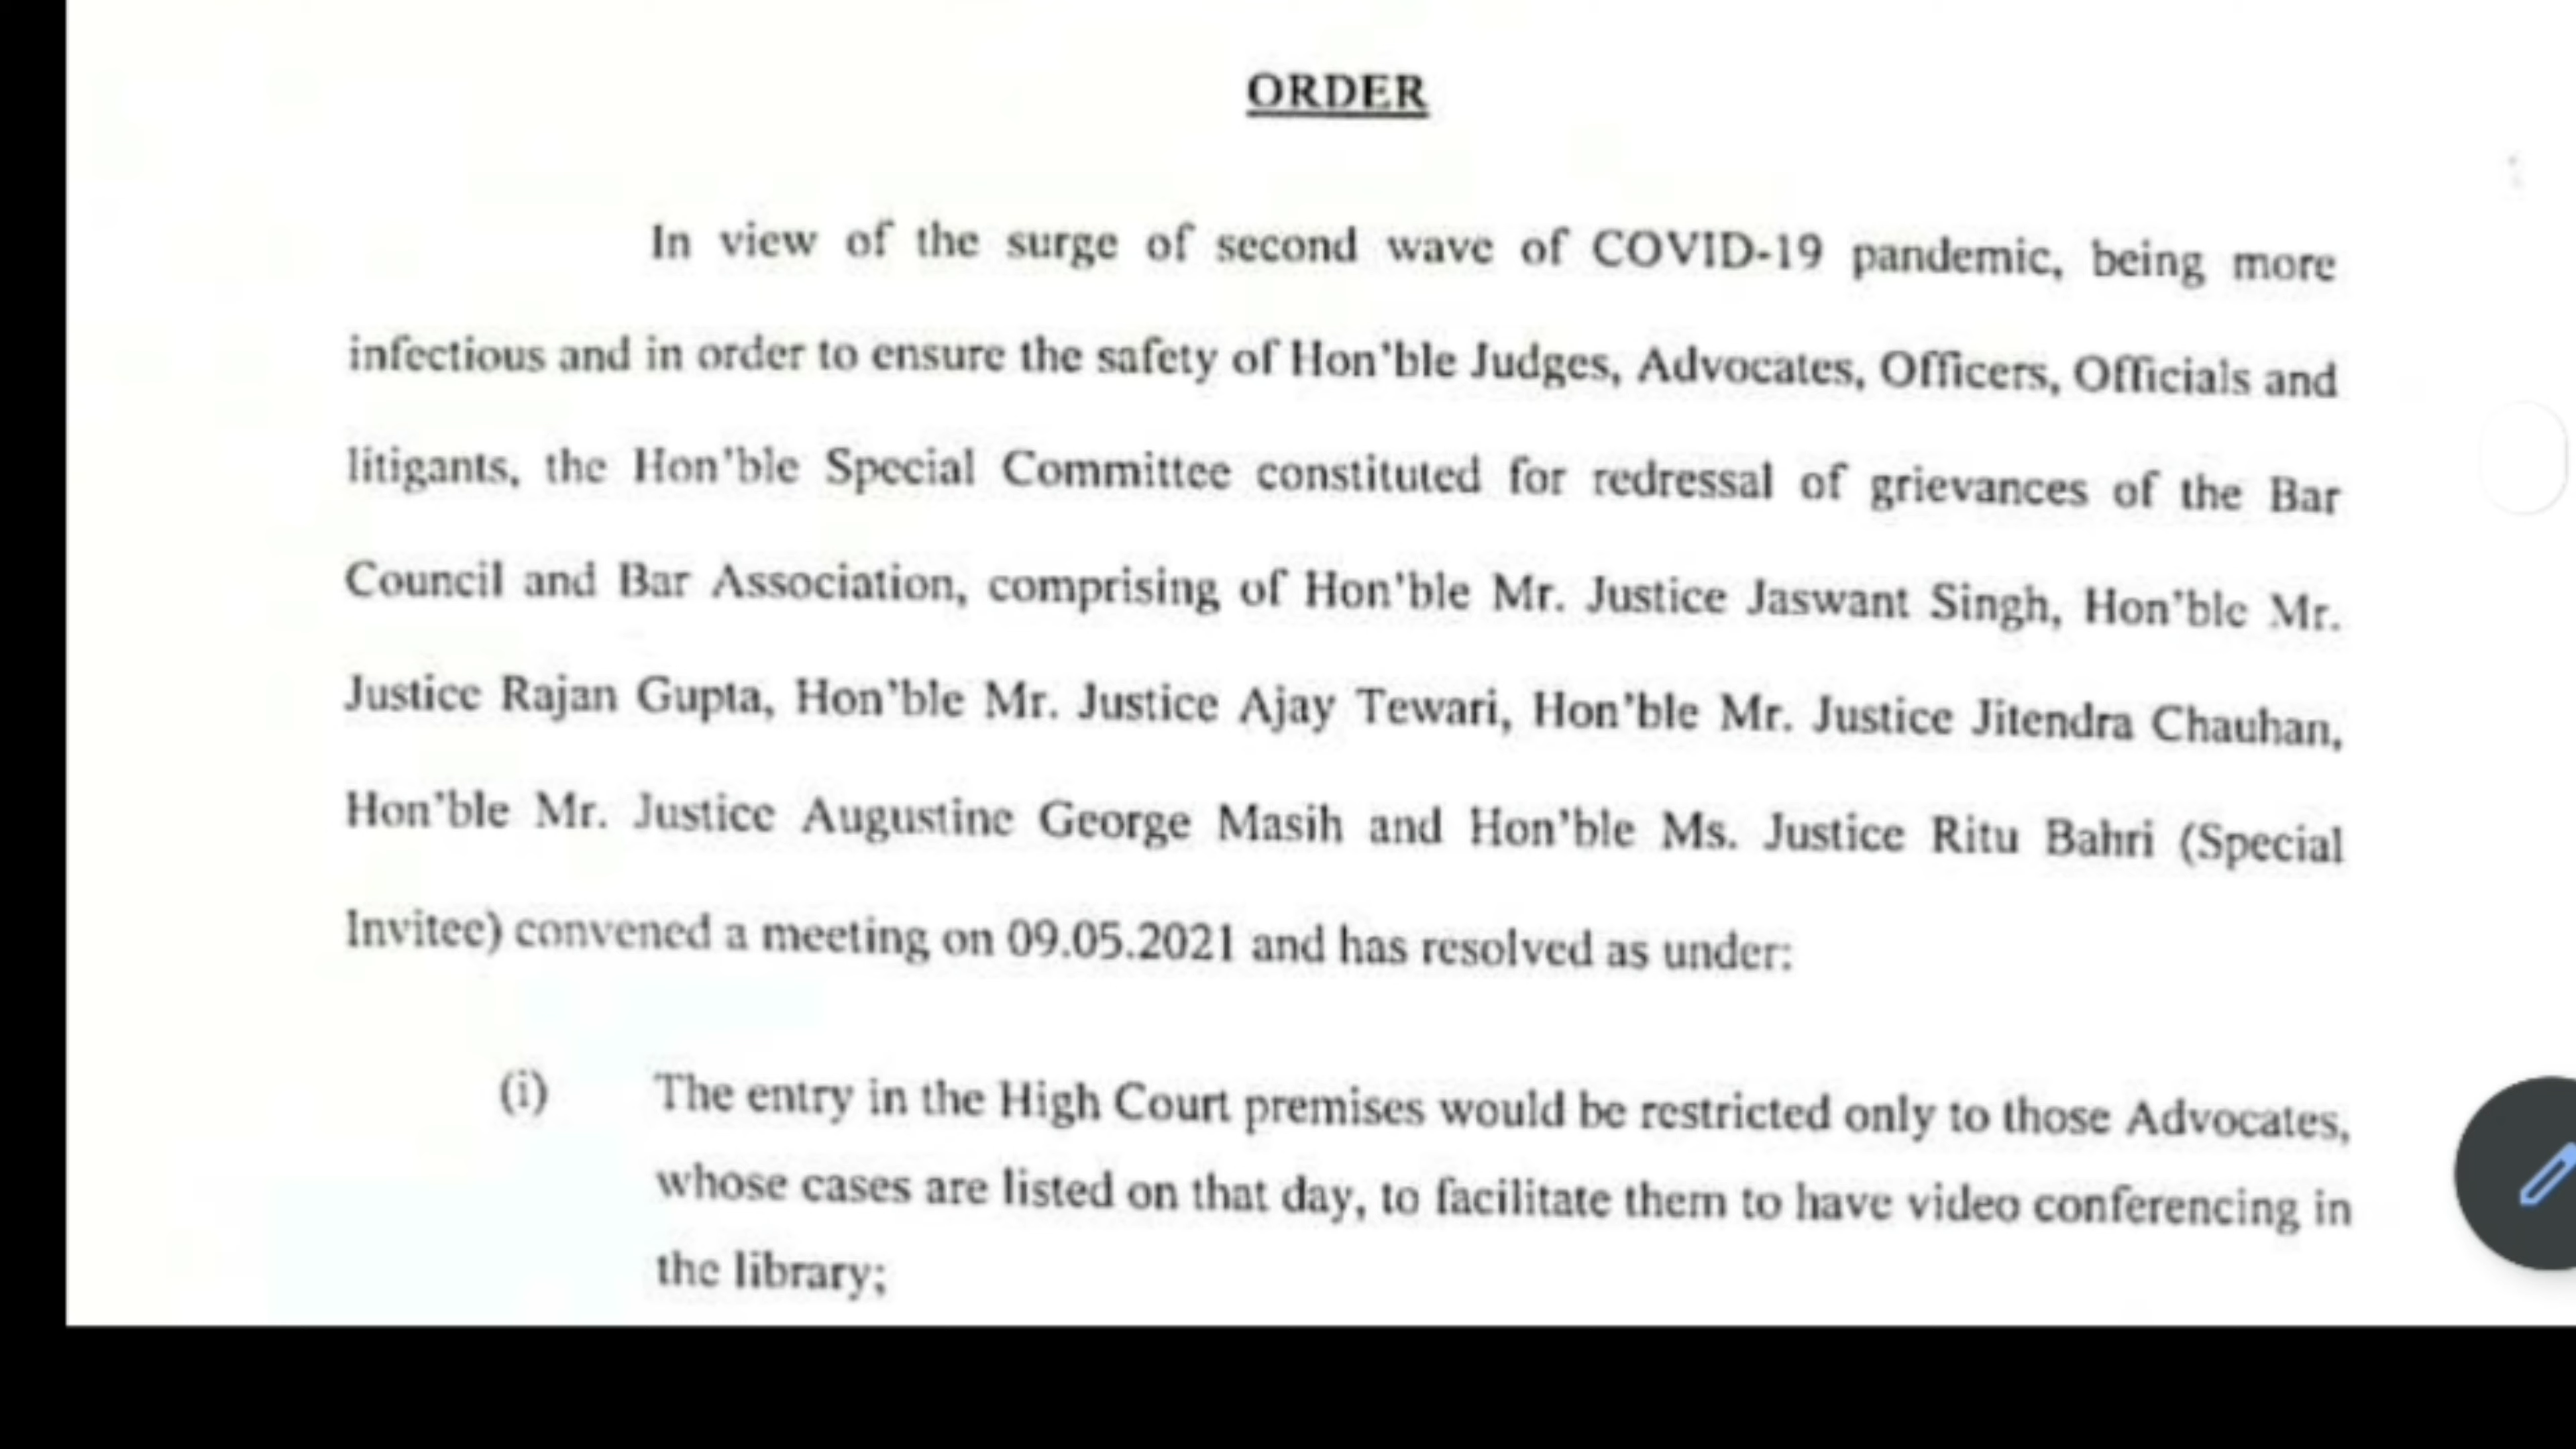 ORDER
In view of the surge of second wave of COVID-19 pandemic, being more
infectious and in order to ensure the safety of Hon'ble Judges, Advocates, Officers, Officials and
litigants, the Hon'ble Special Committee constituted for redressal of grievances of the Bar
Council and Bar Association, comprising of Hon'ble Mr. Justice Jaswant Singh, Hon'ble Mr.
Justice Rajan Gupta, Hon'ble Mr. Justice Ajay Tewari, Hon'ble Mr. Justice Jitendra Chauhan,
Hon'ble Mr. Justice Augustine George Masih and Hon'ble Ms. Justice Ritu Bahri (Special
Invitee) convened a meeting on 09.05.2021 and has resolved as under:
(i) The entry in the High Court premises would be restricted only to those Advocates,
whose cases are listed on that day, to facilitate them to have video conferencing in
the library;